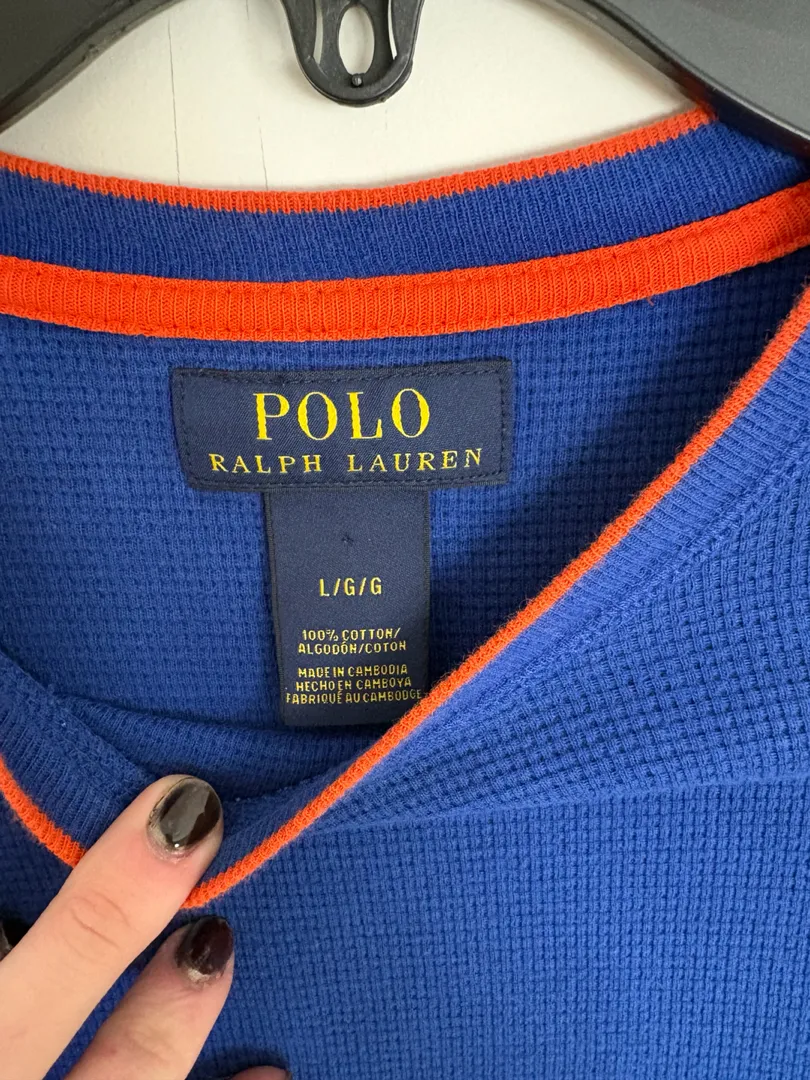 POLO
RALPH LAUREN
L/G/G
100% COTTON/
ALGODÓN/COTON
MADE IN CAMBODIA
HECHO EN CAMBOYA
FABRIQUÉ AU CAMBODGE